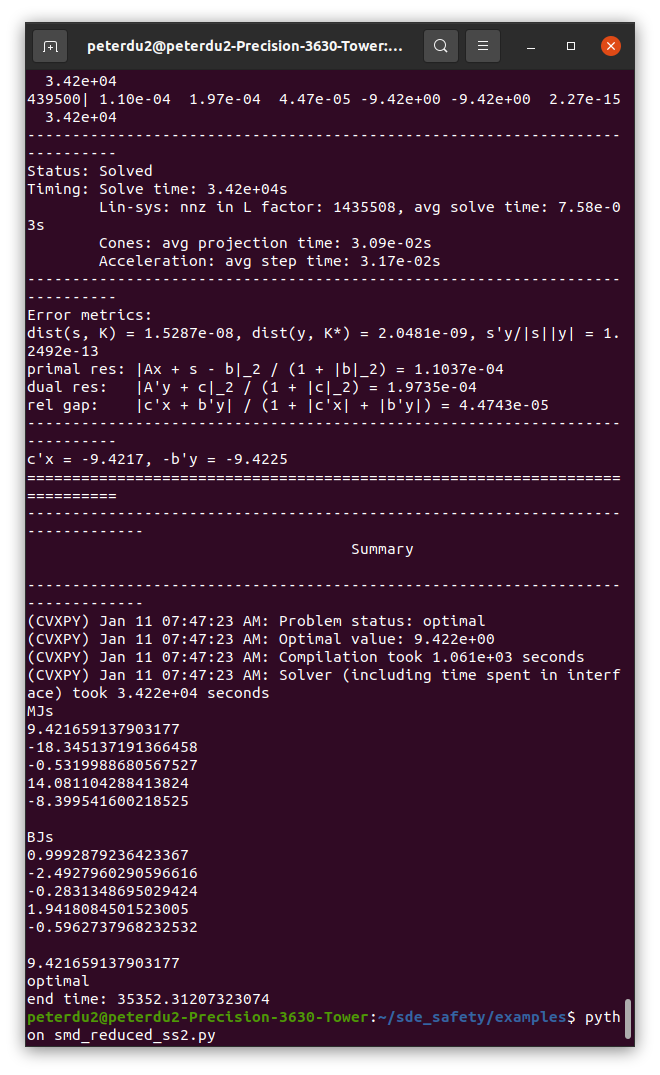 peterdu2@peterdu2-Precision-3630-Tower:...
  3.42e+04
439500| 1.10e-04  1.97e-04  4.47e-05 -9.42e+00 -9.42e+00  2.27e-15
  3.42e+04
------------------------------------------------------------------
----------
Status: Solved
Timing: Solve time: 3.42e+04s
        Lin-sys: nnz in L factor: 1435508, avg solve time: 7.58e-0
3s
        Cones: avg projection time: 3.09e-02s
        Acceleration: avg step time: 3.17e-02s
------------------------------------------------------------------
----------
Error metrics:
dist(s, K) = 1.5287e-08, dist(y, K*) = 2.0481e-09, s'y/|s||y| = 1.
2492e-13
primal res: |Ax + s - b|_2 / (1 + |b|_2) = 1.1037e-04
dual res:   |A'y + c|_2 / (1 + |c|_2) = 1.9735e-04
rel gap:    |c'x + b'y| / (1 + |c'x| + |b'y|) = 4.4743e-05
------------------------------------------------------------------
----------
c'x = -9.4217, -b'y = -9.4225
==================================================================
==========
------------------------------------------------------------------
-------------
                                    Summary
------------------------------------------------------------------
-------------
(CVXPY) Jan 11 07:47:23 AM: Problem status: optimal
(CVXPY) Jan 11 07:47:23 AM: Optimal value: 9.422e+00
(CVXPY) Jan 11 07:47:23 AM: Compilation took 1.061e+03 seconds
(CVXPY) Jan 11 07:47:23 AM: Solver (including time spent in interf
ace) took 3.422e+04 seconds
MJs
9.421659137903177
-18.345137191366458
-0.5319988680567527
14.081104288413824
-8.399541600218525

BJs
0.9992879236423367
-2.4927960290596616
-0.2831348695029424
1.9418084501523005
-0.5962737968232532

9.421659137903177
optimal
end time: 35352.31207323074
peterdu2@peterdu2-Precision-3630-Tower:~/sde_safety/examples$ pyth
on smd_reduced_ss2.py